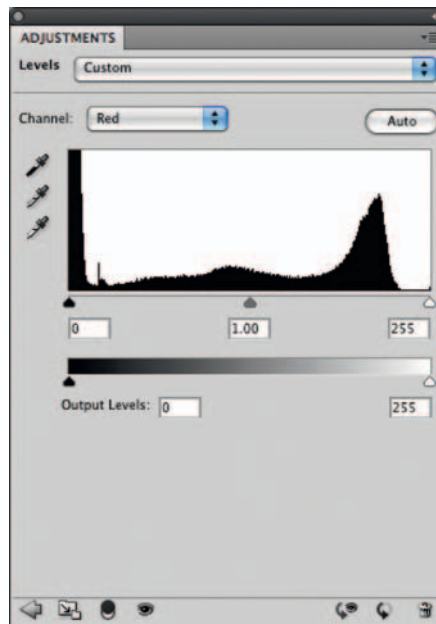 ADJUSTMENTS
Levels Custom
Channel: Red Auto
0 1.00 255
Output Levels: 0 255